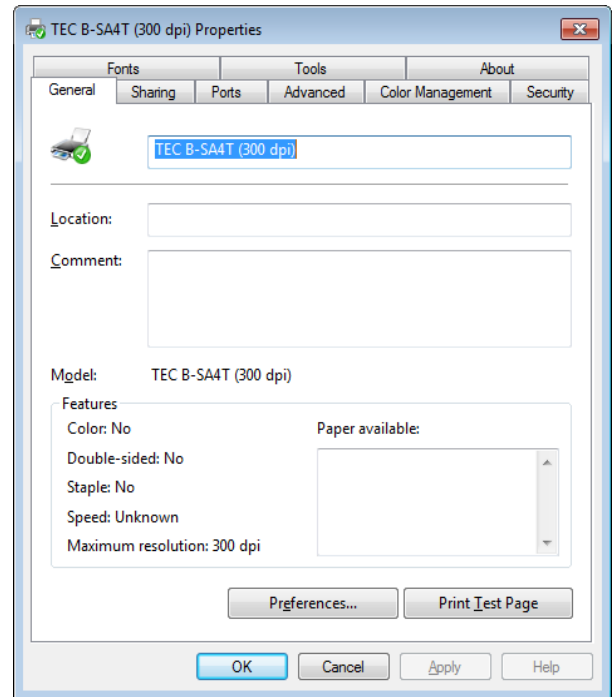 TEC B-SA4T (300 dpi) Properties
Fonts Tools About
General Sharing Ports Advanced Color Management Security
TEC B-SA4T (300 dpi)
Location:
Comment:
Model: TEC B-SA4T (300 dpi)
Features
Color: No Paper available:
Double-sided: No
Staple: No
Speed: Unknown
Maximum resolution: 300 dpi
Preferences... Print Test Page
OK Cancel Apply Help